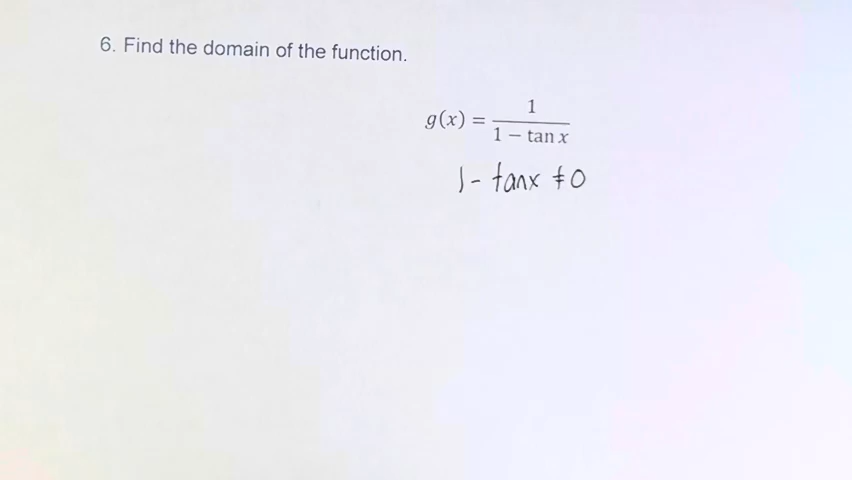 6. Find the domain of the function.
g(x) = 1 / (1 − tan x)
1 - tanx ≠ 0